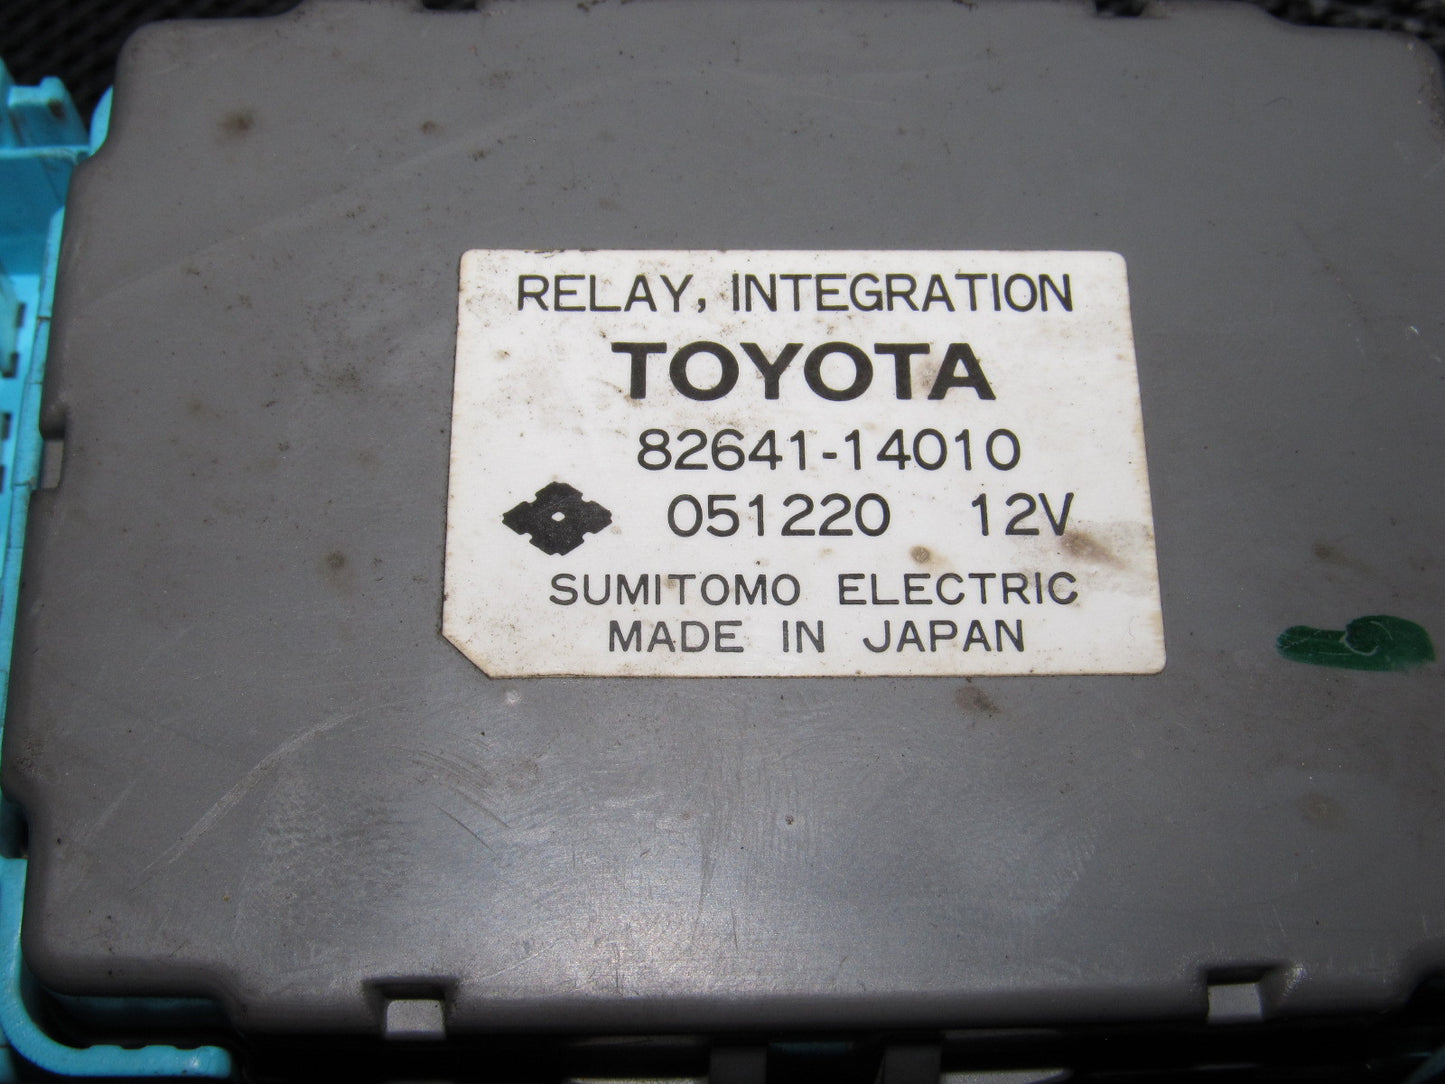 RELAY, INTEGRATION
TOYOTA
82641-14010
051220 12V
SUMITOMO ELECTRIC
MADE IN JAPAN